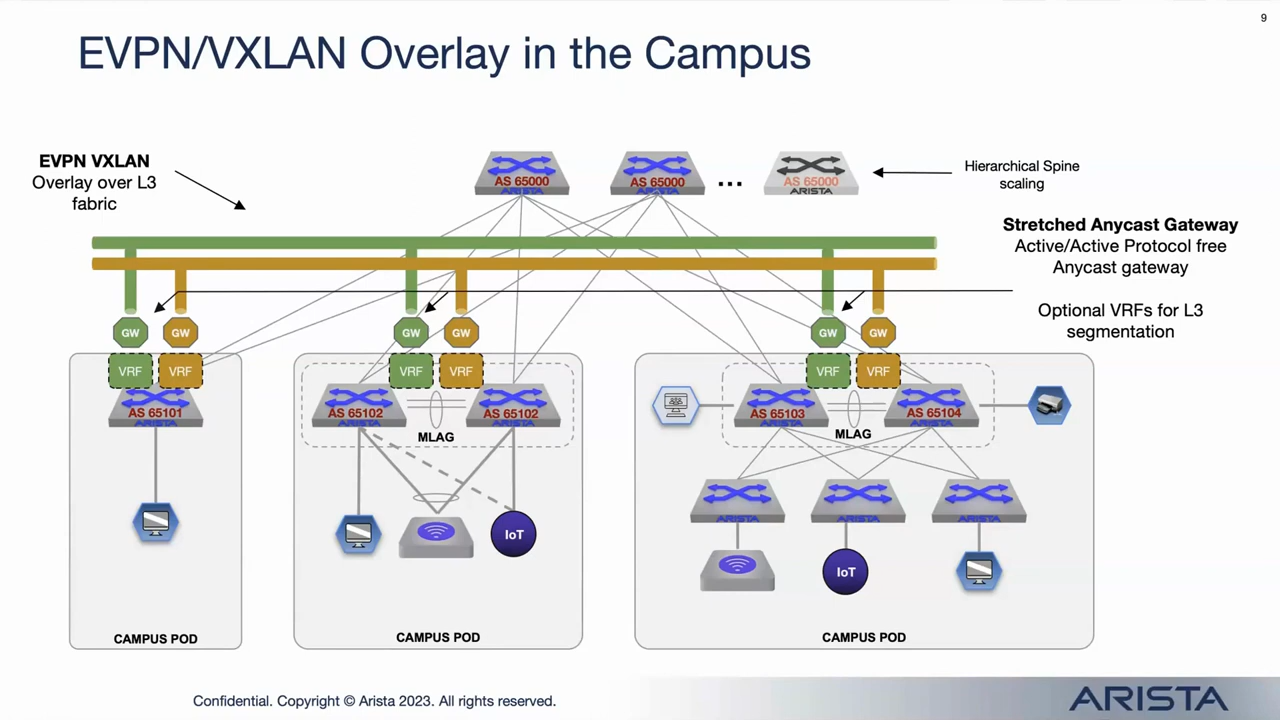 9
EVPN/VXLAN Overlay in the Campus
EVPN VXLAN
Overlay over L3
fabric
AS 65000
ARISTA
AS 65000
ARISTA
...
AS 65000
ARISTA
Hierarchical Spine
scaling
Stretched Anycast Gateway
Active/Active Protocol free
Anycast gateway
Optional VRFs for L3
segmentation
GW
GW
GW
GW
GW
GW
VRF
VRF
VRF
VRF
VRF
VRF
AS 65101
ARISTA
AS 65102
ARISTA
AS 65102
ARISTA
MLAG
AS 65103
ARISTA
AS 65104
ARISTA
MLAG
ARISTA
ARISTA
ARISTA
IoT
IoT
CAMPUS POD
CAMPUS POD
CAMPUS POD
Confidential. Copyright © Arista 2023. All rights reserved.
ARISTA